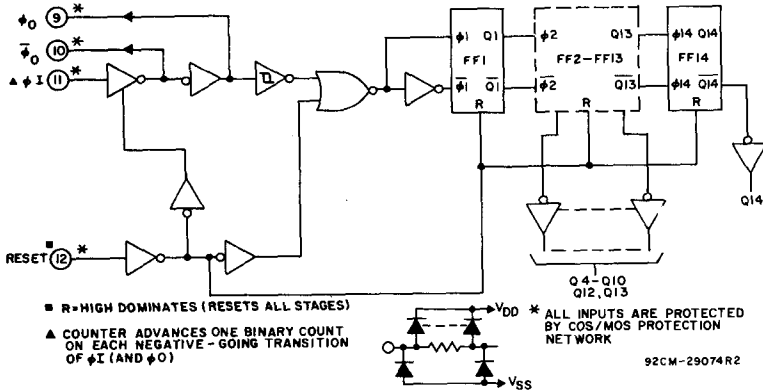 ϕO 9 *
ϕ̅O 10 *
▲ ϕI 11 *
ϕ1 Q1
FF1
ϕ̅1 Q̅1
R
ϕ2 Q13
FF2-FF13
ϕ̅2 Q̅13
R
ϕ14 Q14
FF14
ϕ̅14 Q̅14
R
Q14
■
RESET 12 *
Q4-Q10
Q12, Q13
■ R=HIGH DOMINATES (RESETS ALL STAGES)
▲ COUNTER ADVANCES ONE BINARY COUNT
ON EACH NEGATIVE-GOING TRANSITION
OF ϕI (AND ϕO)
VDD
VSS
* ALL INPUTS ARE PROTECTED
BY COS/MOS PROTECTION
NETWORK
92CM-29074R2